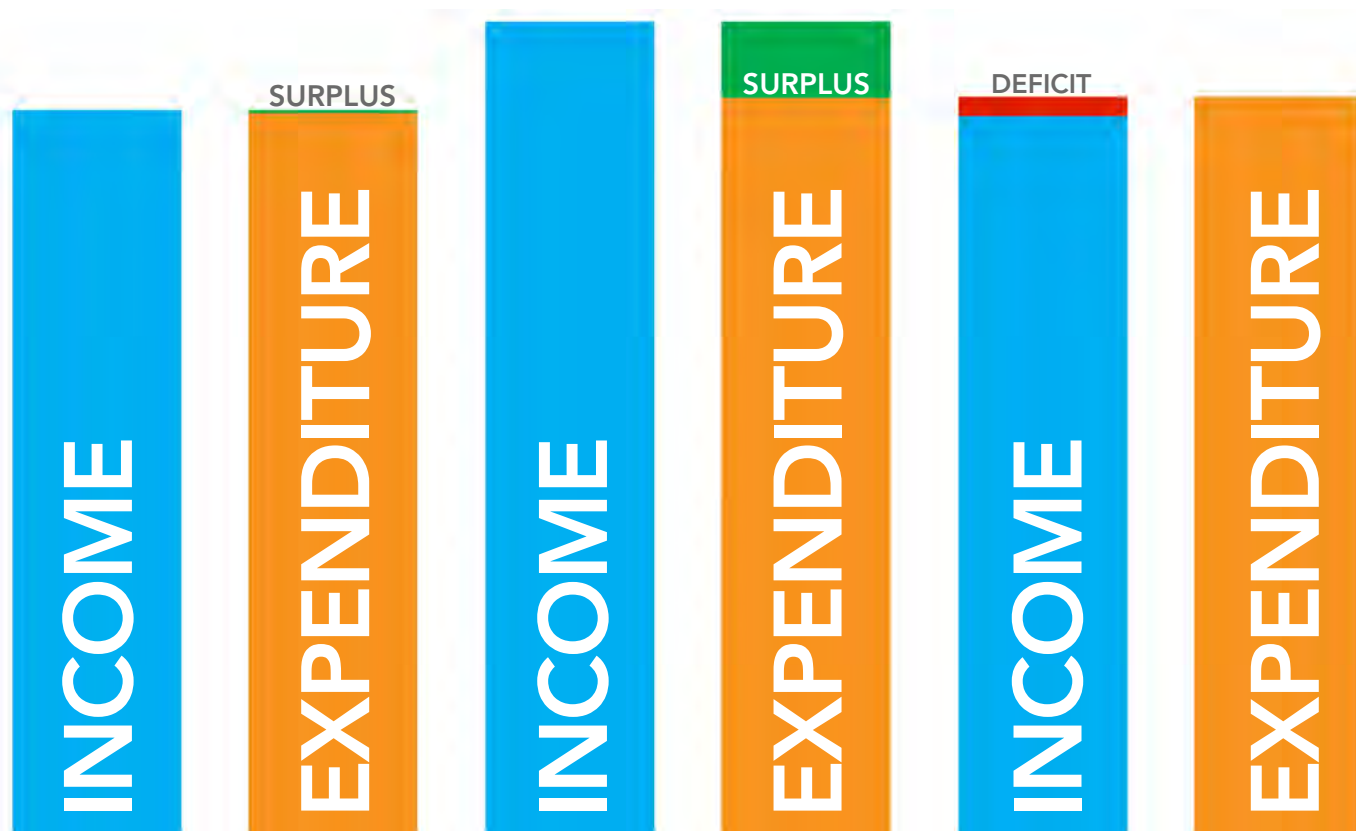 INCOME
SURPLUS
EXPENDITURE
INCOME
SURPLUS
EXPENDITURE
DEFICIT
INCOME
EXPENDITURE